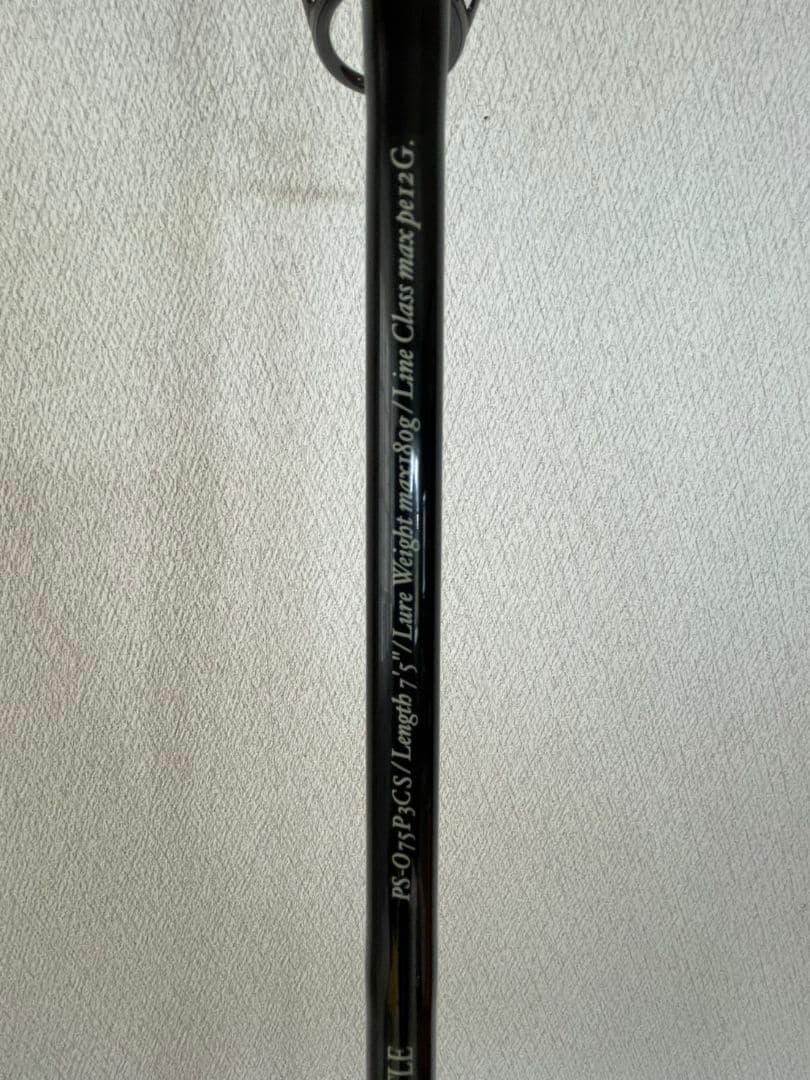 PS-O75P3CS/Length 7'5"/Lure Weight max180g/Line Class max pe12G.